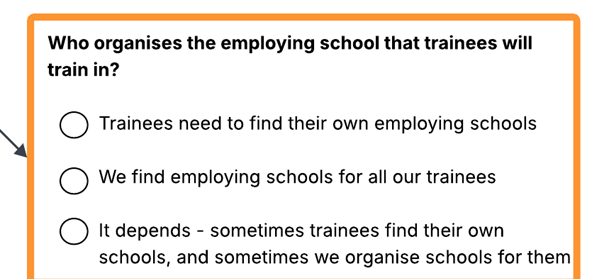 Who organises the employing school that trainees will
train in?
Trainees need to find their own employing schools
We find employing schools for all our trainees
It depends - sometimes trainees find their own
schools, and sometimes we organise schools for them